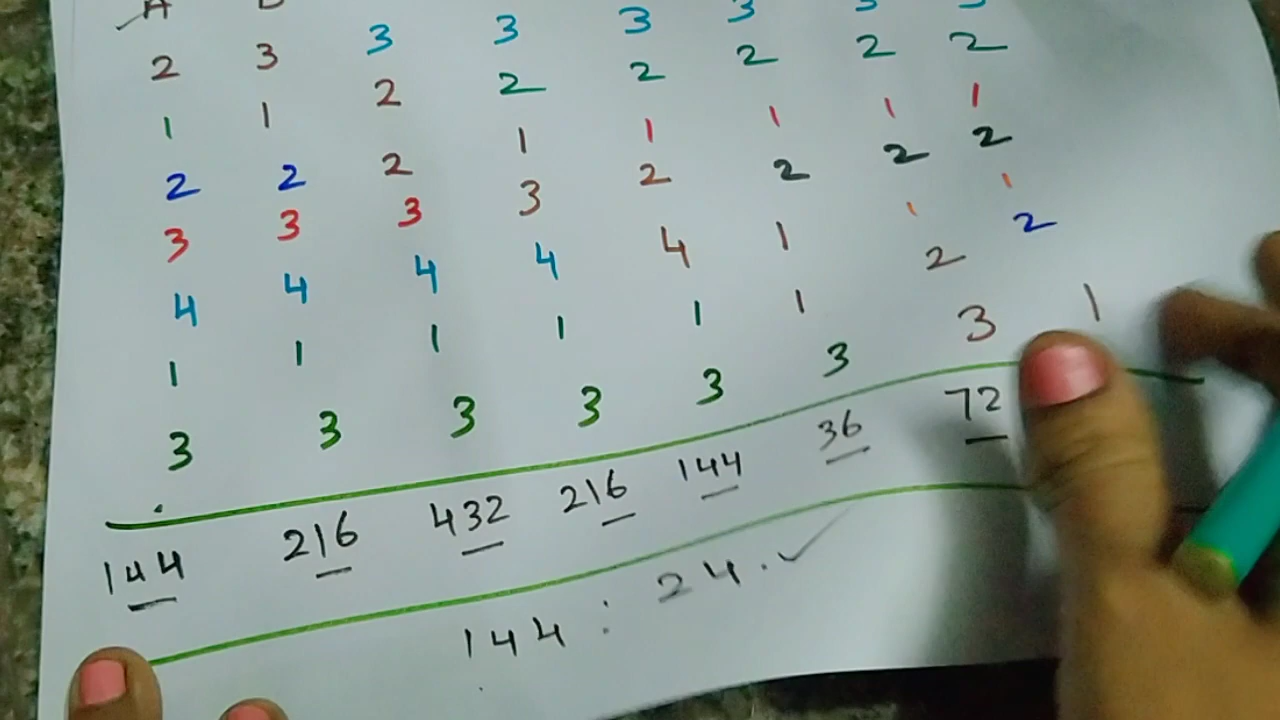 A
2 3 3 3 3 3
1 1 2 2 2 2 2 2
2 2 2 1 1 1 1 1
3 3 3 3 2 2 2 2
4 4 4 4 4 1 1 1
1 1 1 1 1 1 2 2
3 3 3 3 3 3 3 1
144 216 432 216 144 36 72
144 : 24.✓